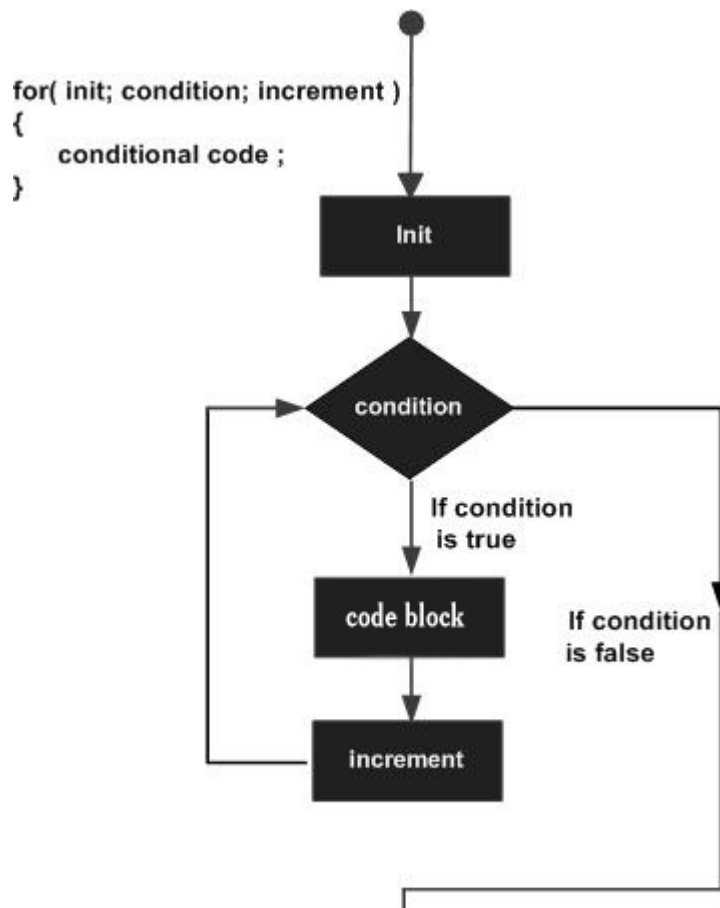 for( init; condition; increment )
{
conditional code ;
}
Init
condition
If condition
is true
code block
If condition
is false
increment